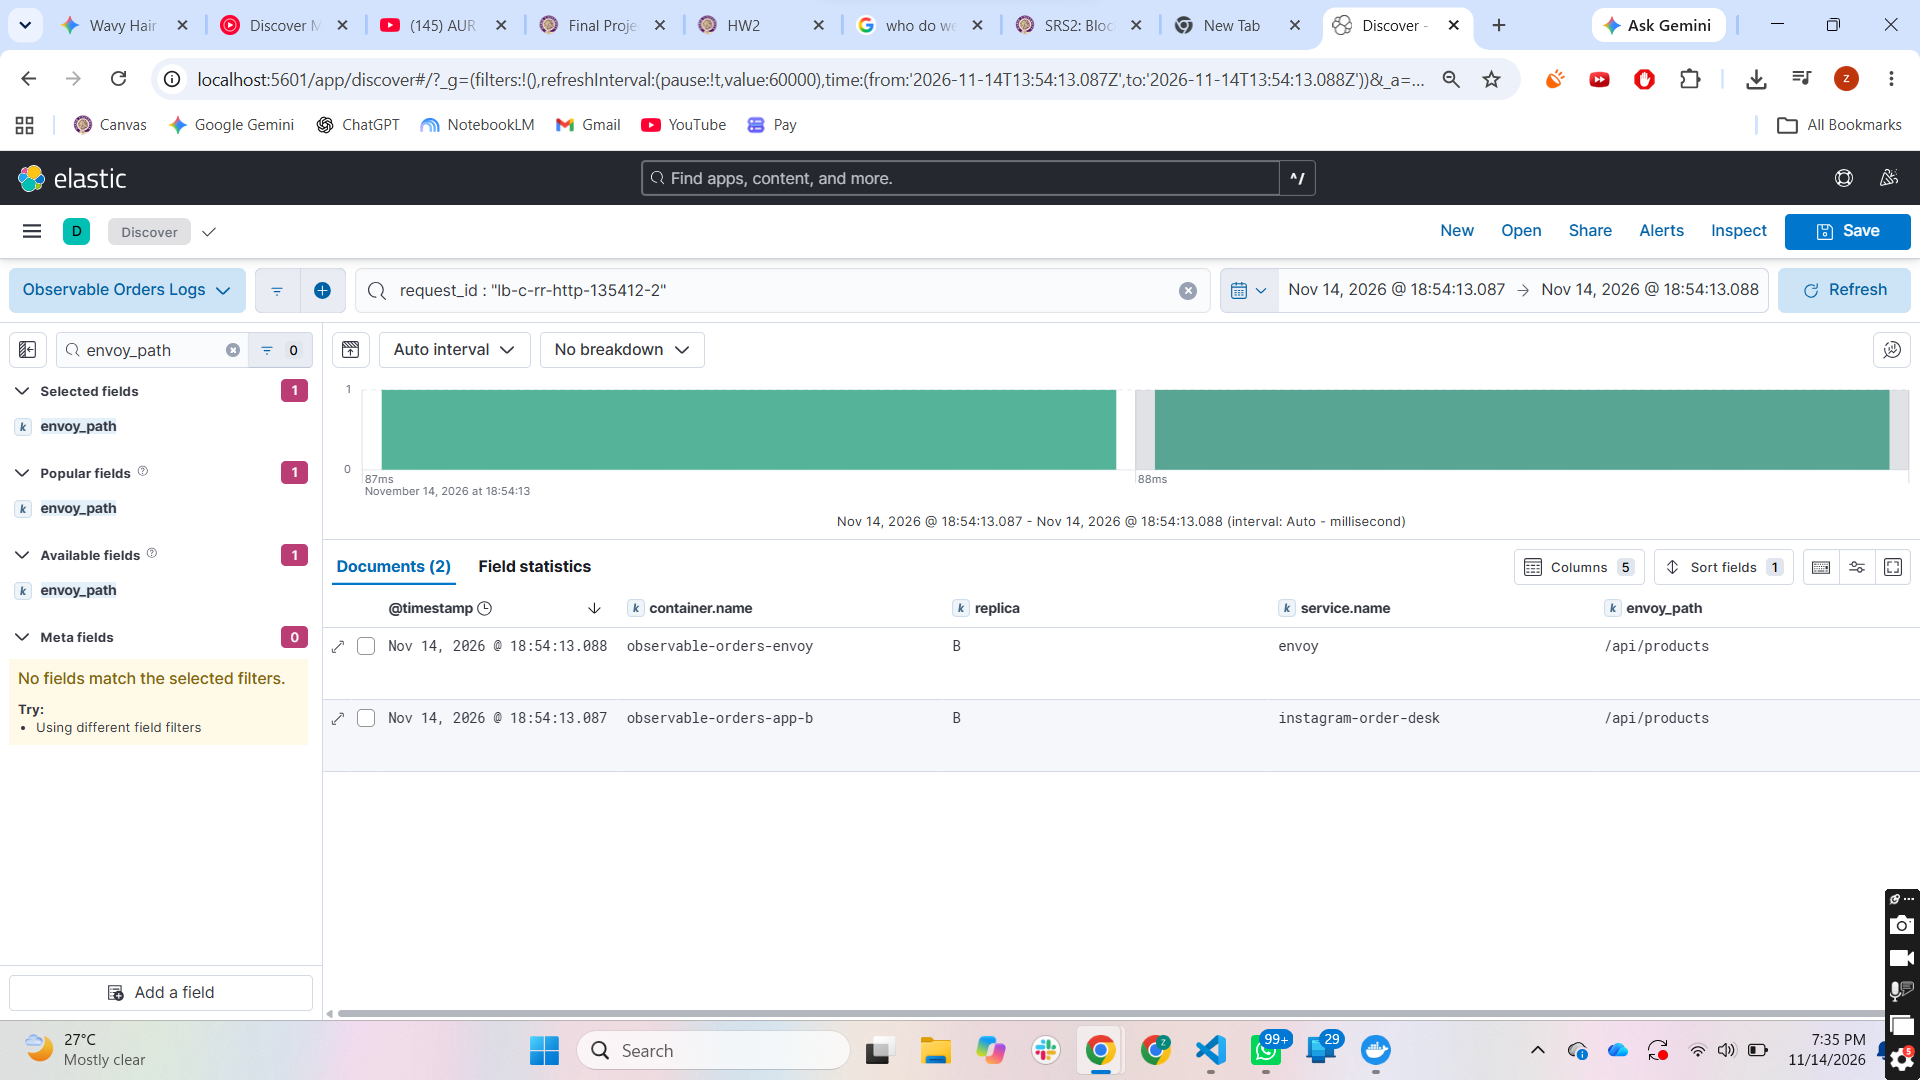 Wavy Hair
Discover M
(145) AUR
Final Proje
HW2
who do we
SRS2: Bloc
New Tab
Discover -
Ask Gemini
localhost:5601/app/discover#/?_g=(filters:!(),refreshInterval:(pause:!t,value:60000),time:(from:'2026-11-14T13:54:13.087Z',to:'2026-11-14T13:54:13.088Z'))&_a=...
z
Canvas
Google Gemini
ChatGPT
NotebookLM
Gmail
YouTube
Pay
All Bookmarks
elastic
Find apps, content, and more.
^/
D
Discover
New
Open
Share
Alerts
Inspect
Save
Observable Orders Logs
request_id : "lb-c-rr-http-135412-2"
Nov 14, 2026 @ 18:54:13.087 → Nov 14, 2026 @ 18:54:13.088
Refresh
envoy_path
0
Auto interval
No breakdown
Selected fields 1
k envoy_path
Popular fields 1
k envoy_path
Available fields 1
k envoy_path
Meta fields 0
No fields match the selected filters.
Try:
• Using different field filters
Add a field
1
0
87ms
November 14, 2026 at 18:54:13
88ms
Nov 14, 2026 @ 18:54:13.087 - Nov 14, 2026 @ 18:54:13.088 (interval: Auto - millisecond)
Documents (2)
Field statistics
Columns 5
Sort fields 1
@timestamp k container.name k replica k service.name k envoy_path
Nov 14, 2026 @ 18:54:13.088 observable-orders-envoy B envoy /api/products
Nov 14, 2026 @ 18:54:13.087 observable-orders-app-b B instagram-order-desk /api/products
27°C
Mostly clear
Search
99+
29
7:35 PM
11/14/2026
5